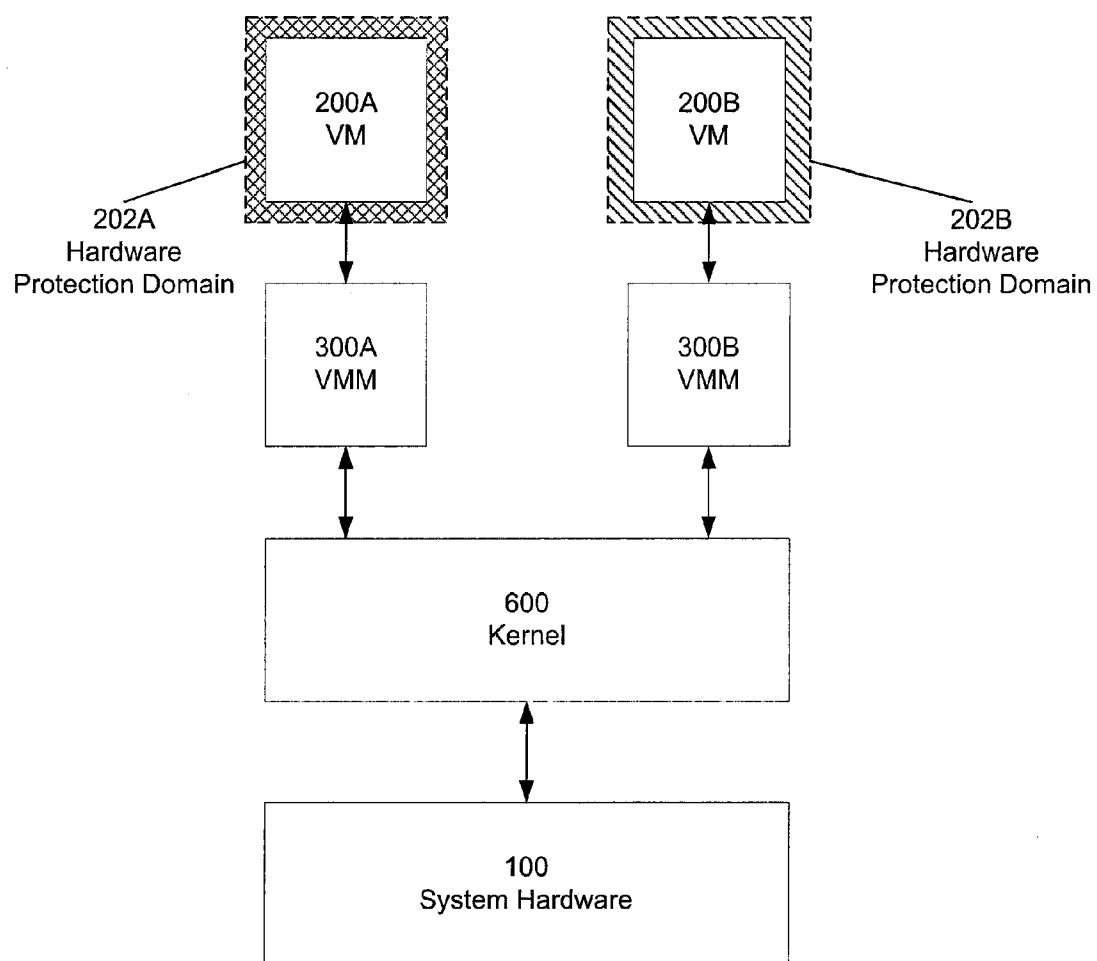 200A
VM
200B
VM
202A
Hardware
Protection Domain
202B
Hardware
Protection Domain
300A
VMM
300B
VMM
600
Kernel
100
System Hardware